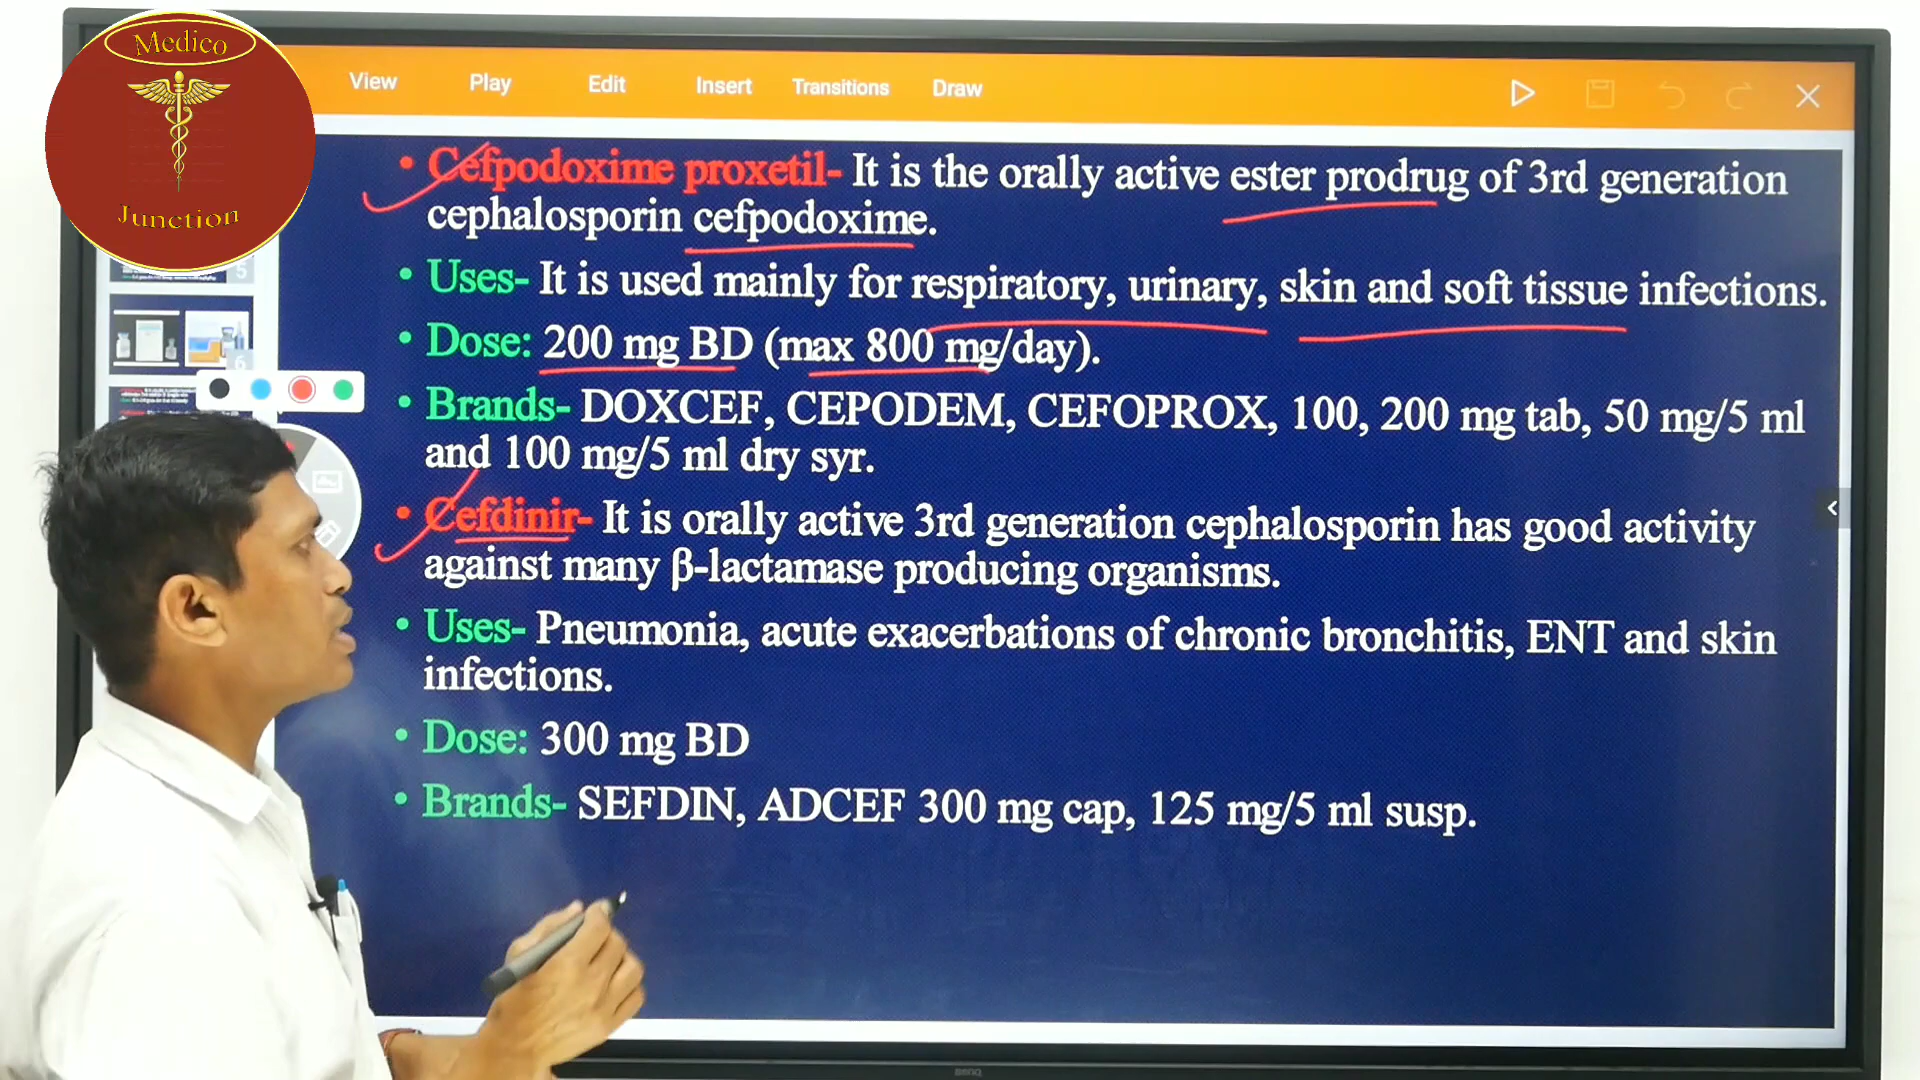 Medico
Junction
View Play Edit Insert Transitions Draw
• Cefpodoxime proxetil- It is the orally active ester prodrug of 3rd generation
cephalosporin cefpodoxime.
• Uses- It is used mainly for respiratory, urinary, skin and soft tissue infections.
• Dose: 200 mg BD (max 800 mg/day).
• Brands- DOXCEF, CEPODEM, CEFOPROX, 100, 200 mg tab, 50 mg/5 ml
and 100 mg/5 ml dry syr.
• Cefdinir- It is orally active 3rd generation cephalosporin has good activity
against many β-lactamase producing organisms.
• Uses- Pneumonia, acute exacerbations of chronic bronchitis, ENT and skin
infections.
• Dose: 300 mg BD
• Brands- SEFDIN, ADCEF 300 mg cap, 125 mg/5 ml susp.
5
6
BenQ